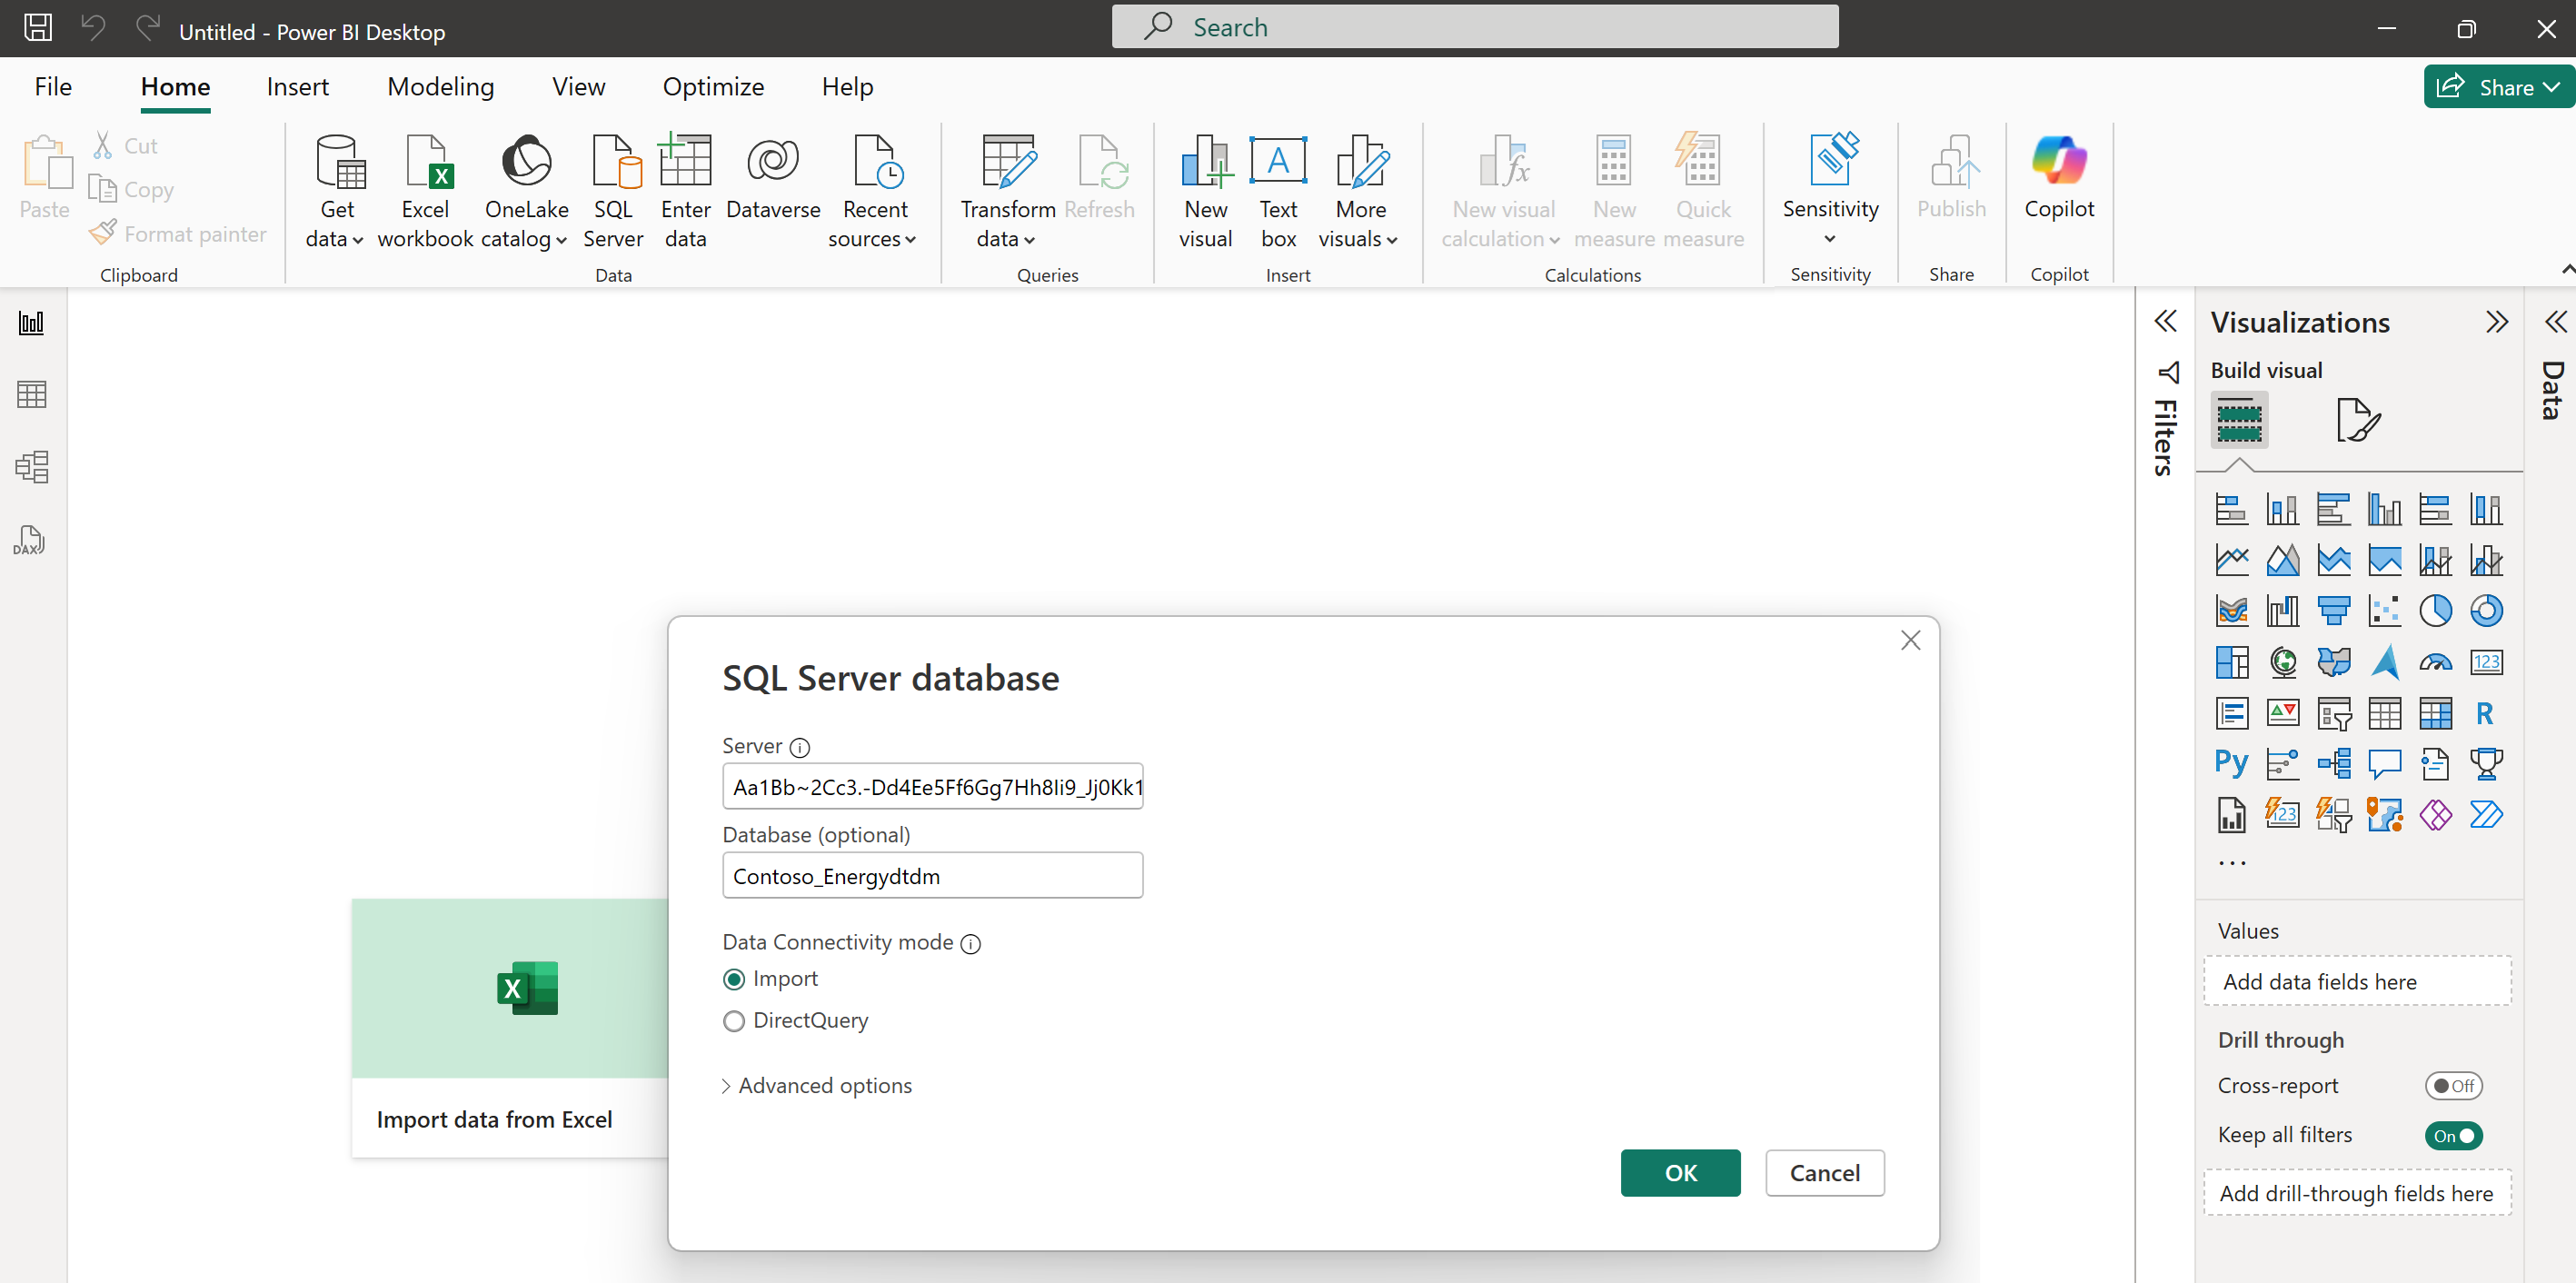 Untitled - Power BI Desktop
Search
File
Home
Insert
Modeling
View
Optimize
Help
Share
Paste
Cut
Copy
Format painter
Clipboard
Get data
Excel workbook
OneLake catalog
SQL Server
Enter data
Dataverse
Recent sources
Data
Transform data
Refresh
Queries
New visual
Text box
More visuals
Insert
New visual calculation
New measure
Quick measure
Calculations
Sensitivity
Sensitivity
Publish
Share
Copilot
Copilot
DAX
Import data from Excel
SQL Server database
Server
Aa1Bb~2Cc3.-Dd4Ee5Ff6Gg7Hh8Ii9_Jj0Kk1
Database (optional)
Contoso_Energydtdm
Data Connectivity mode
Import
DirectQuery
Advanced options
OK
Cancel
Filters
Visualizations
Build visual
123
R
Py
123
...
Values
Add data fields here
Drill through
Cross-report
Off
Keep all filters
On
Add drill-through fields here
Data